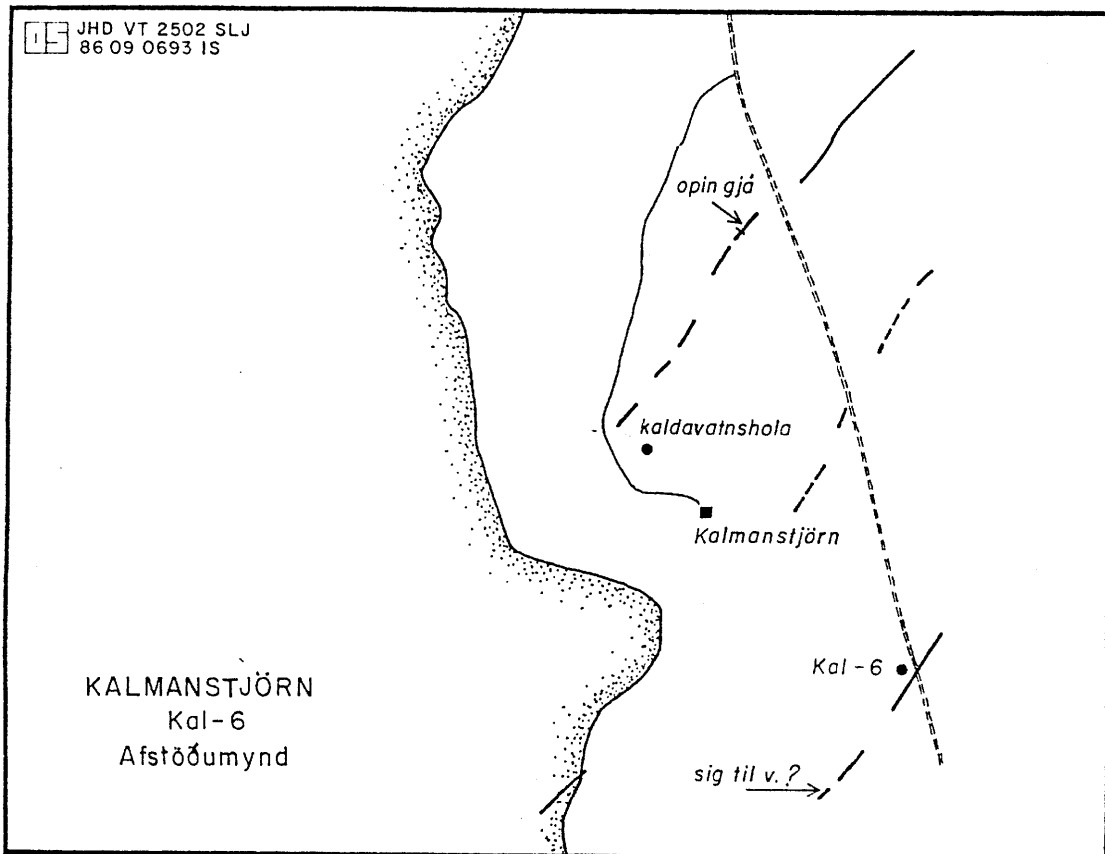 OS JHD VT 2502 SLJ
86 09 0693 IS
opin gjá
kaldavatnshola
Kalmanstjörn
Kal-6
KALMANSTJÖRN
Kal-6
Afstöðumynd
sig til v. ?